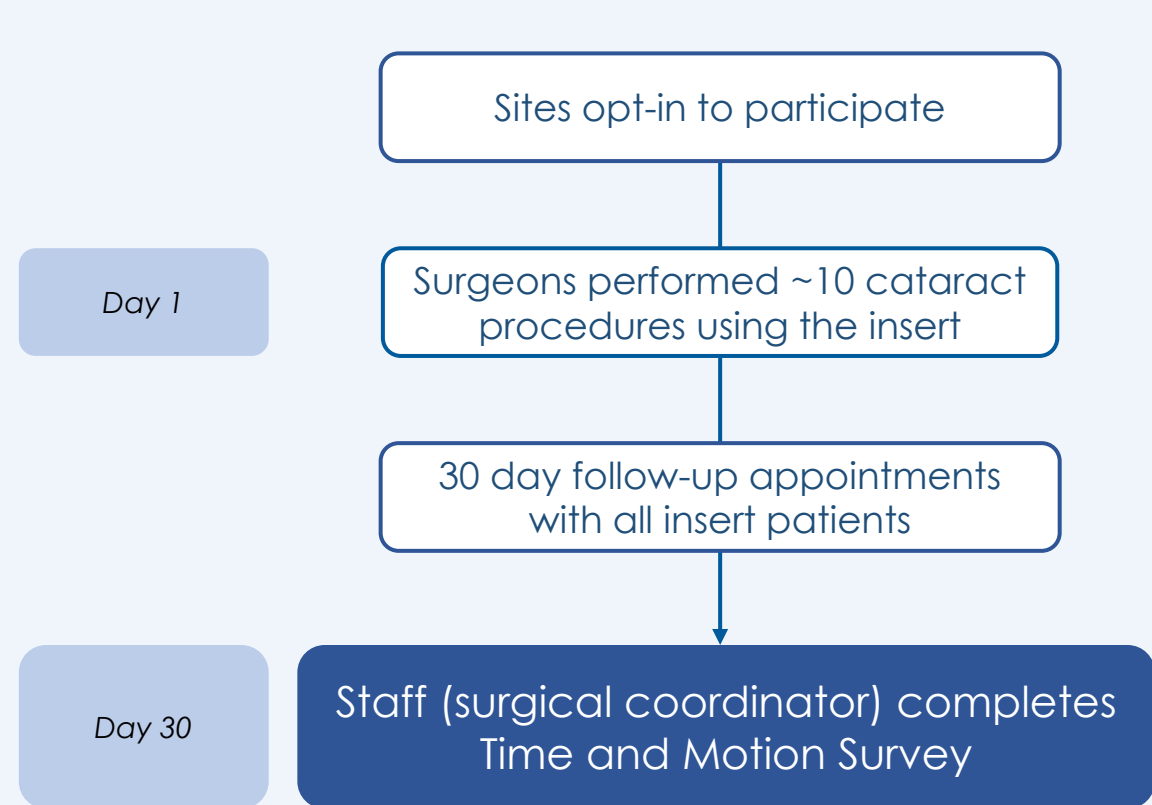 Sites opt-in to participate
Day 1
Surgeons performed ~10 cataract
procedures using the insert
30 day follow-up appointments
with all insert patients
Day 30
Staff (surgical coordinator) completes
Time and Motion Survey